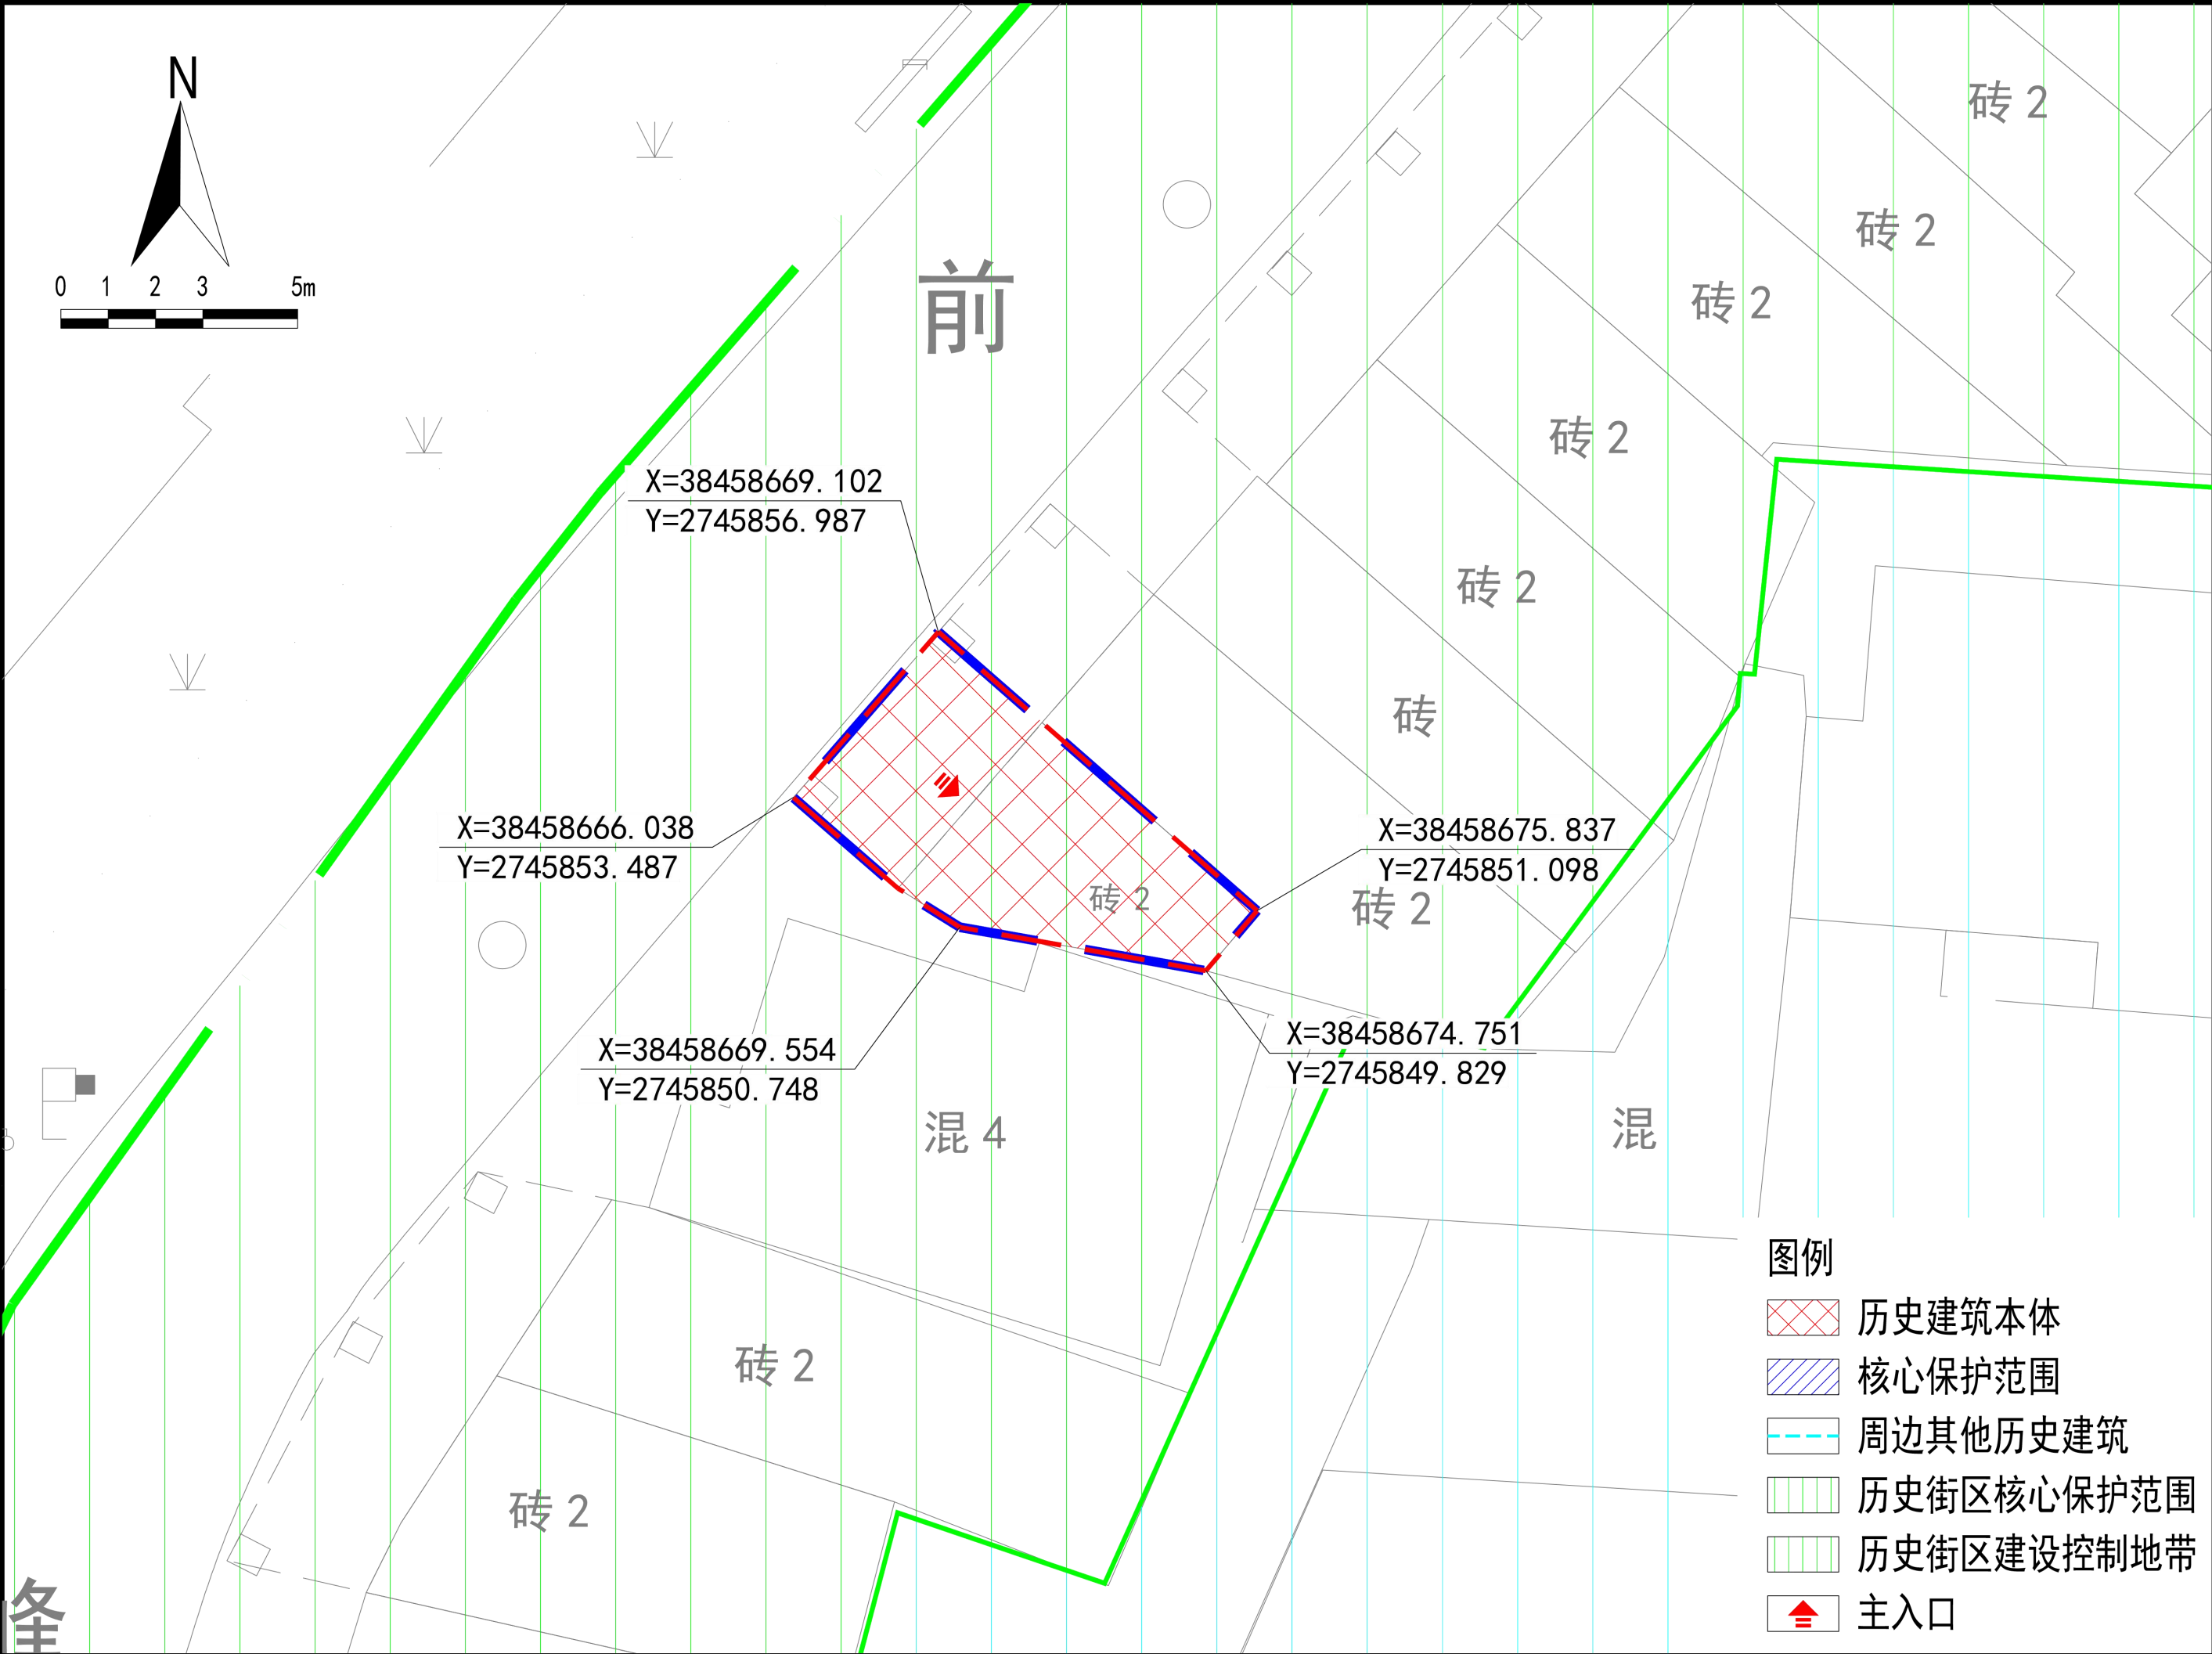 N
0 1 2 3 5m
前
砖 2
砖 2
砖 2
砖 2
砖 2
砖
X=38458669.102
Y=2745856.987
X=38458666.038
Y=2745853.487
X=38458675.837
Y=2745851.098
砖 2
砖 2
X=38458669.554
Y=2745850.748
X=38458674.751
Y=2745849.829
混 4
混
砖 2
砖 2
图例
历史建筑本体
核心保护范围
周边其他历史建筑
历史街区核心保护范围
历史街区建设控制地带
主入口